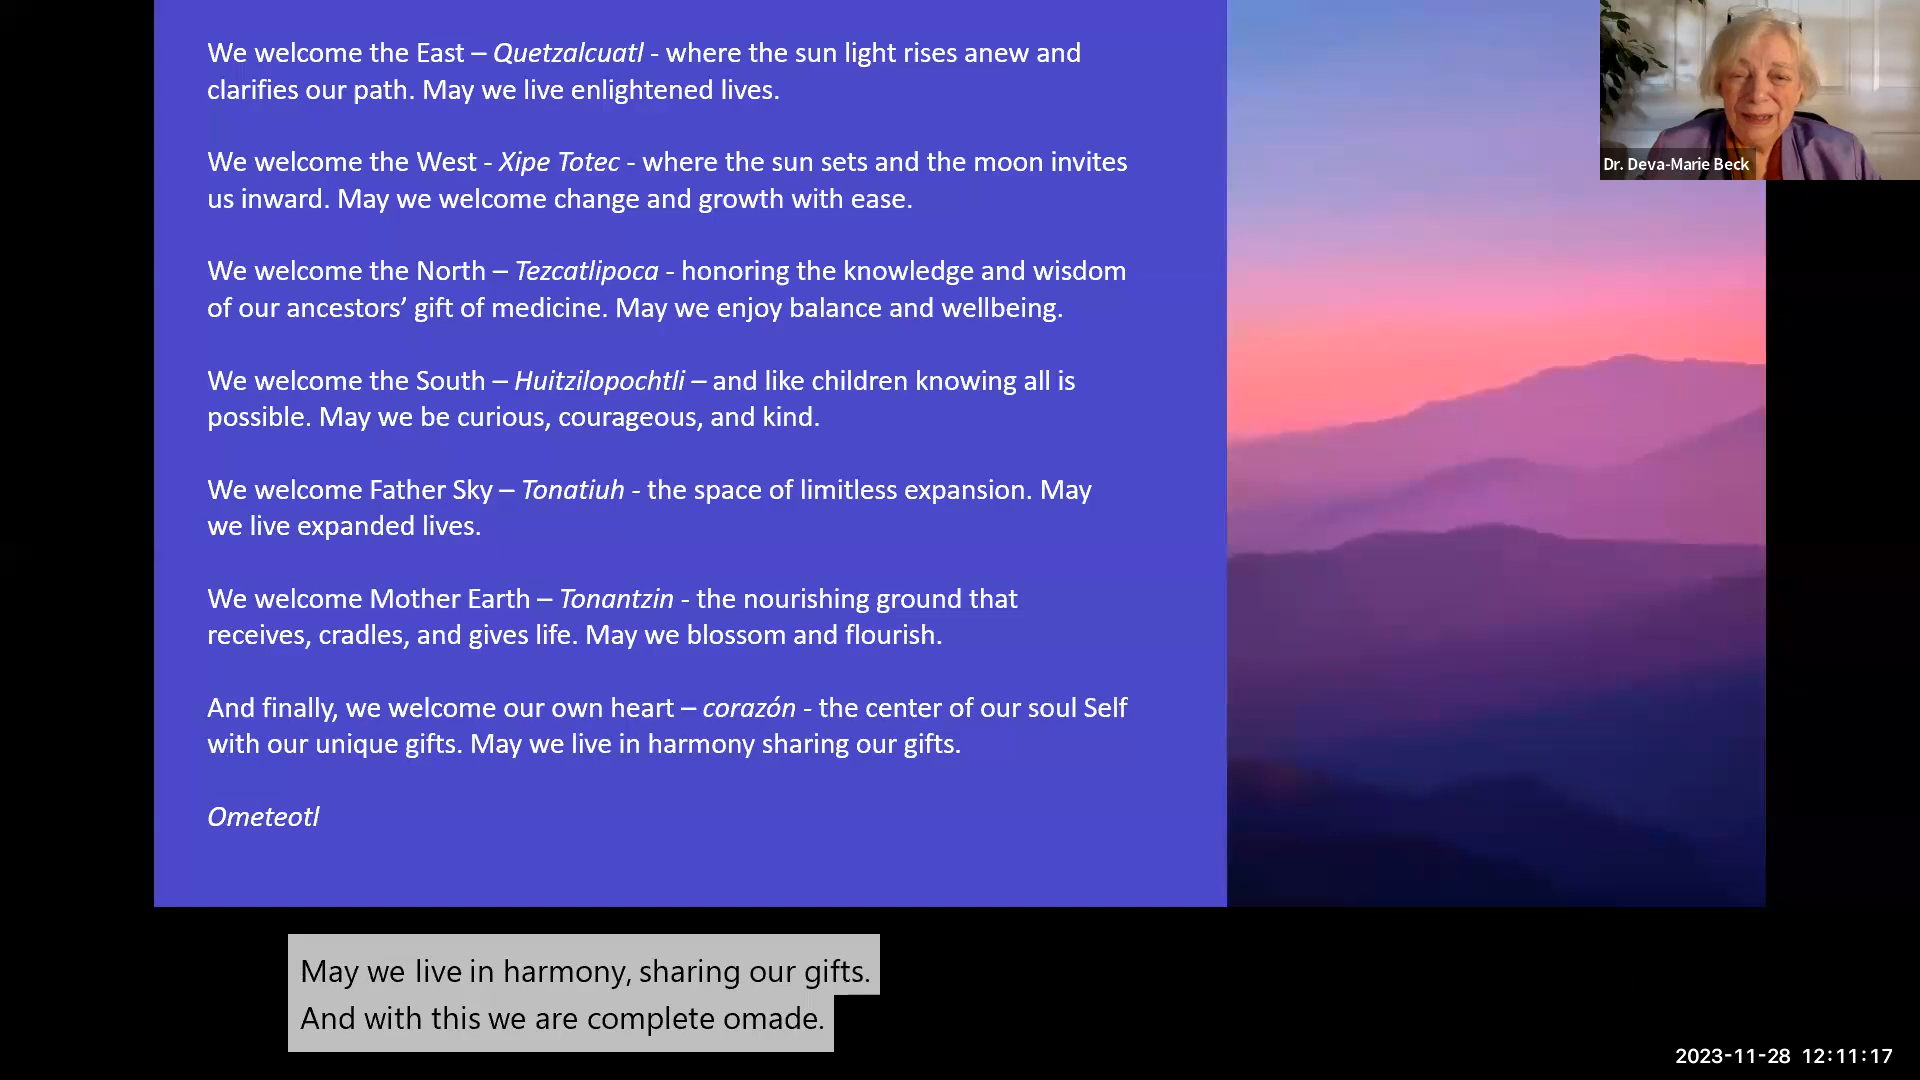 We welcome the East – Quetzalcuatl - where the sun light rises anew and
clarifies our path. May we live enlightened lives.
We welcome the West - Xipe Totec - where the sun sets and the moon invites
us inward. May we welcome change and growth with ease.
We welcome the North – Tezcatlipoca - honoring the knowledge and wisdom
of our ancestors’ gift of medicine. May we enjoy balance and wellbeing.
We welcome the South – Huitzilopochtli – and like children knowing all is
possible. May we be curious, courageous, and kind.
We welcome Father Sky – Tonatiuh - the space of limitless expansion. May
we live expanded lives.
We welcome Mother Earth – Tonantzin - the nourishing ground that
receives, cradles, and gives life. May we blossom and flourish.
And finally, we welcome our own heart – corazón - the center of our soul Self
with our unique gifts. May we live in harmony sharing our gifts.
Ometeotl
Dr. Deva-Marie Beck
May we live in harmony, sharing our gifts.
And with this we are complete omade.
2023-11-28 12:11:17